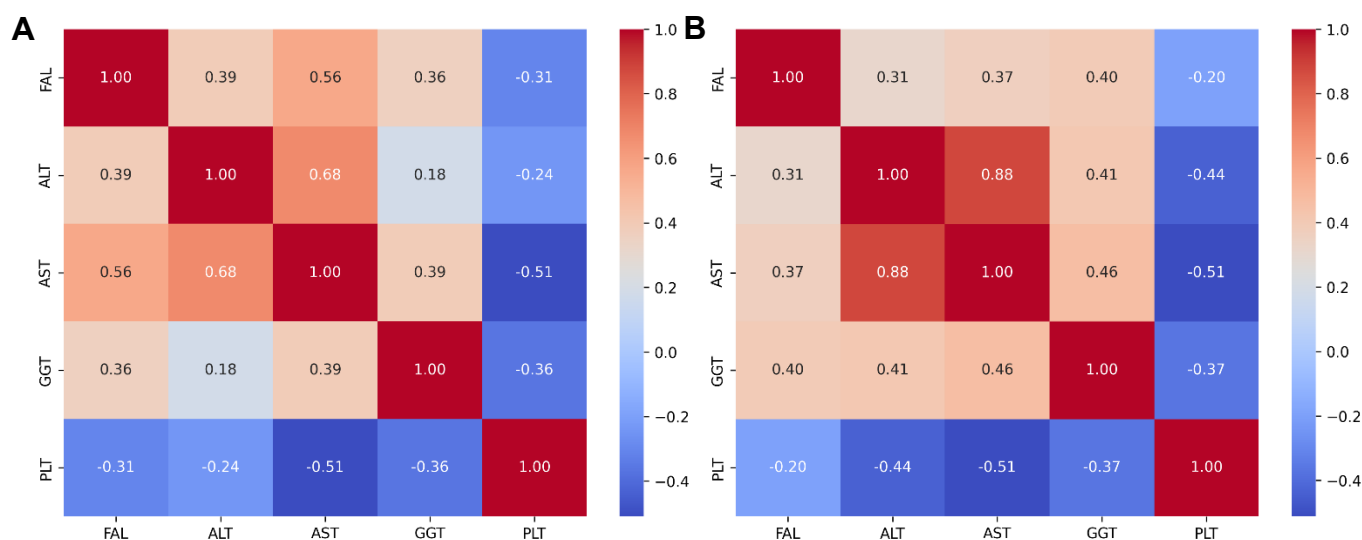 A
FAL 1.00 0.39 0.56 0.36 -0.31
ALT 0.39 1.00 0.68 0.18 -0.24
AST 0.56 0.68 1.00 0.39 -0.51
GGT 0.36 0.18 0.39 1.00 -0.36
PLT -0.31 -0.24 -0.51 -0.36 1.00
FAL ALT AST GGT PLT
1.0
0.8
0.6
0.4
0.2
0.0
−0.2
−0.4
B
FAL 1.00 0.31 0.37 0.40 -0.20
ALT 0.31 1.00 0.88 0.41 -0.44
AST 0.37 0.88 1.00 0.46 -0.51
GGT 0.40 0.41 0.46 1.00 -0.37
PLT -0.20 -0.44 -0.51 -0.37 1.00
FAL ALT AST GGT PLT
1.0
0.8
0.6
0.4
0.2
0.0
−0.2
−0.4